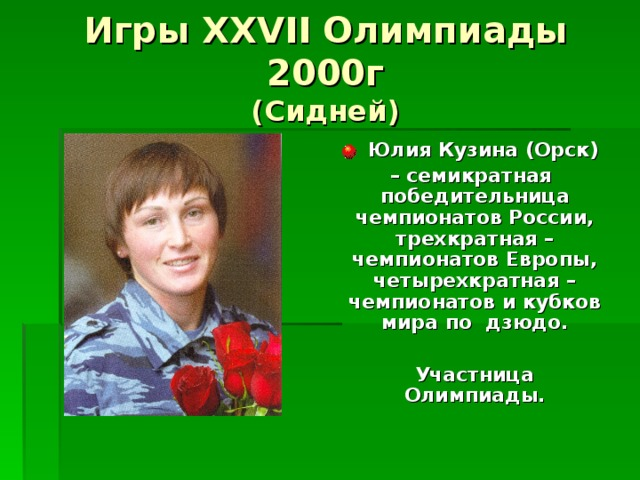 Игры XXVII Олимпиады
2000г
(Сидней)
Юлия Кузина (Орск)
– семикратная
победительница
чемпионатов России,
трехкратная –
чемпионатов Европы,
четырехкратная –
чемпионатов и кубков
мира по дзюдо.
Участница
Олимпиады.